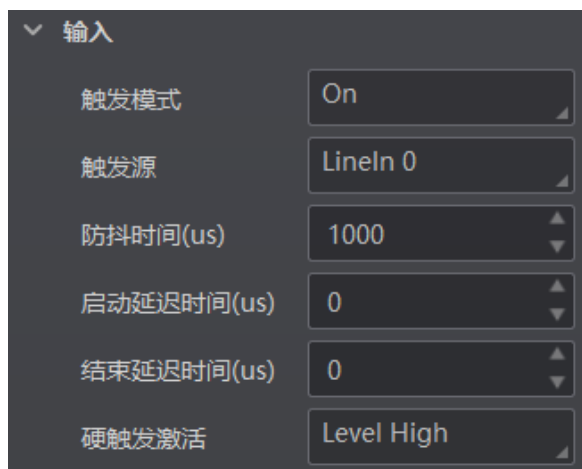 输入
触发模式 On
触发源 LineIn 0
防抖时间(us) 1000
启动延迟时间(us) 0
结束延迟时间(us) 0
硬触发激活 Level High